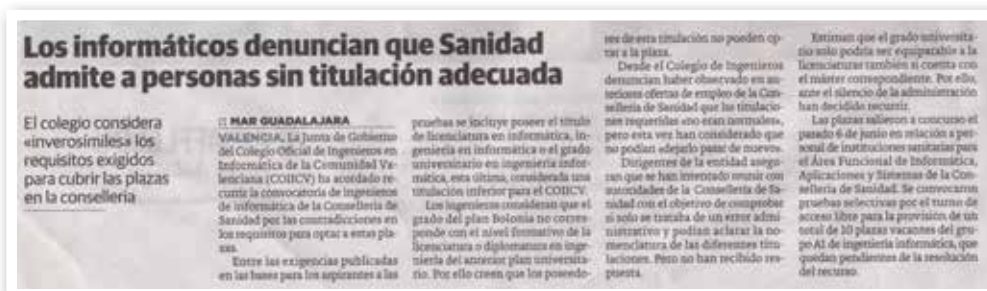 Los informáticos denuncian que Sanidad
admite a personas sin titulación adecuada
El colegio considera
«inverosímiles» los
requisitos exigidos
para cubrir las plazas
en la conselleria
MAR GUADALAJARA
VALENCIA. La Junta de Gobierno
del Colegio Oficial de Ingenieros en
Informática de la Comunidad Va-
lenciana (COIICV) ha acordado re-
currir la convocatoria de ingenieros
de informática de la Conselleria de
Sanidad por las contradicciones en
los requisitos para optar a estas pla-
zas.
Entre las exigencias publicadas
en las bases para los aspirantes a las
pruebas se incluye poseer el título
de licenciatura en informática, in-
geniería en informática o el grado
universitario en ingeniería infor-
mática, esta última, considerada una
titulación inferior para el COIICV.
Los ingenieros consideran que el
grado del plan Bolonia no corres-
ponde con el nivel formativo de la
licenciatura o diplomatura en inge-
niería del anterior plan universita-
rio. Por ello creen que los poseedo-
res de esta titulación no pueden op-
tar a la plaza.
Desde el Colegio de Ingenieros
denuncian haber observado en an-
teriores ofertas de empleo de la Con-
selleria de Sanidad que las titulacio-
nes requeridas «no eran normales»,
pero esta vez han considerado que
no podían «dejarlo pasar de nuevo».
Dirigentes de la entidad asegu-
ran que se han intentado reunir con
autoridades de la Conselleria de Sa-
nidad con el objetivo de comprobar
si solo se trataba de un error admi-
nistrativo y podían aclarar la no-
menclatura de las diferentes titu-
laciones. Pero no han recibido res-
puesta.
Estiman que el grado universita-
rio solo podría ser equiparable a la
licenciaturas también si cuenta con
el máster correspondiente. Por ello,
ante el silencio de la administración
han decidido recurrir.
Las plazas salieron a concurso el
pasado 6 de junio en relación a per-
sonal de instituciones sanitarias para
el Área Funcional de Informática,
Aplicaciones y Sistemas de la Con-
selleria de Sanidad. Se convocaron
pruebas selectivas por el turno de
acceso libre para la provisión de un
total de 10 plazas vacantes del gru-
po A1 de ingeniería informática, que
quedan pendientes de la resolución
del recurso.